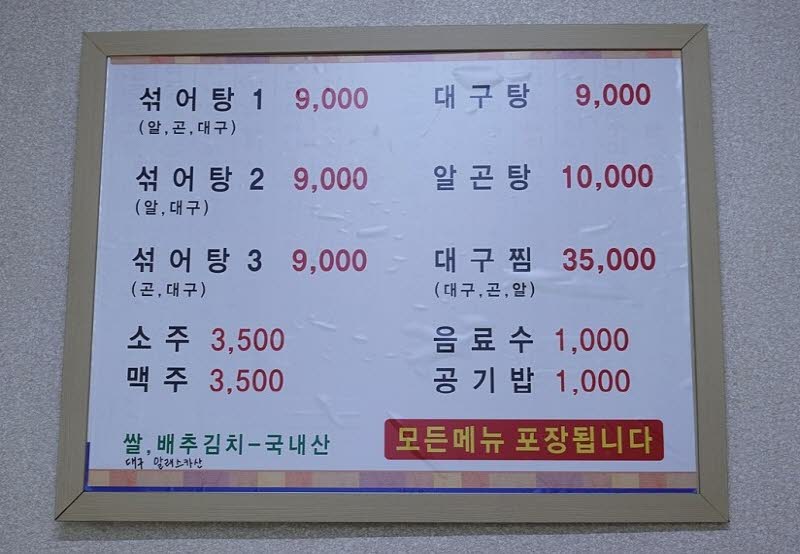 섞어탕 1 9,000
(알,곤,대구)
섞어탕 2 9,000
(알,대구)
섞어탕 3 9,000
(곤,대구)
소주 3,500
맥주 3,500
대구탕 9,000
알곤탕 10,000
대구찜 35,000
(대구,곤,알)
음료수 1,000
공기밥 1,000
쌀,배추김치-국내산
대구 알래스카산
모든메뉴 포장됩니다